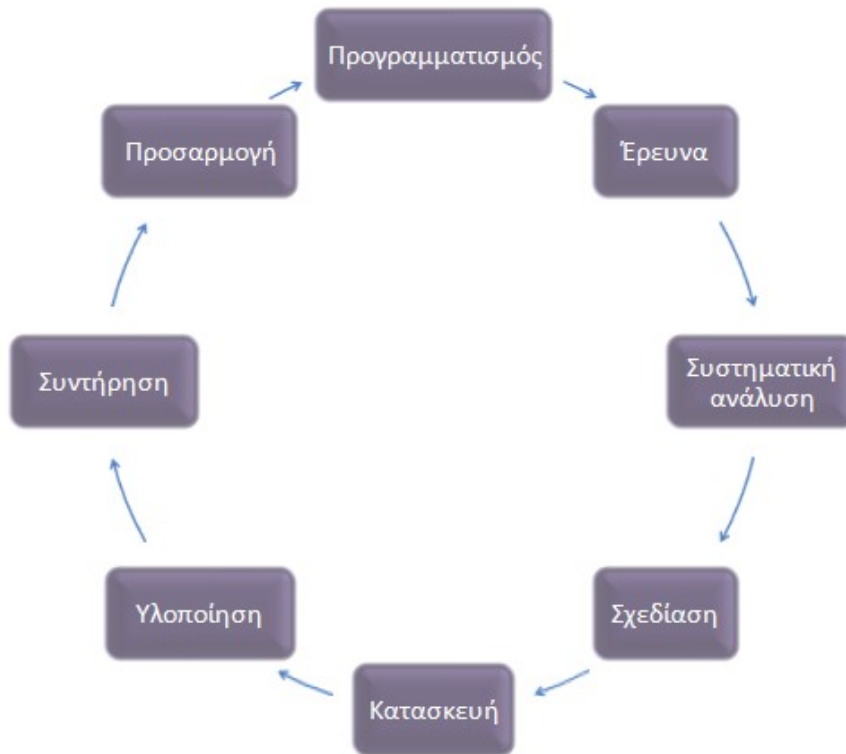 Προγραμματισμός
Έρευνα
Συστηματική
ανάλυση
Σχεδίαση
Κατασκευή
Υλοποίηση
Συντήρηση
Προσαρμογή